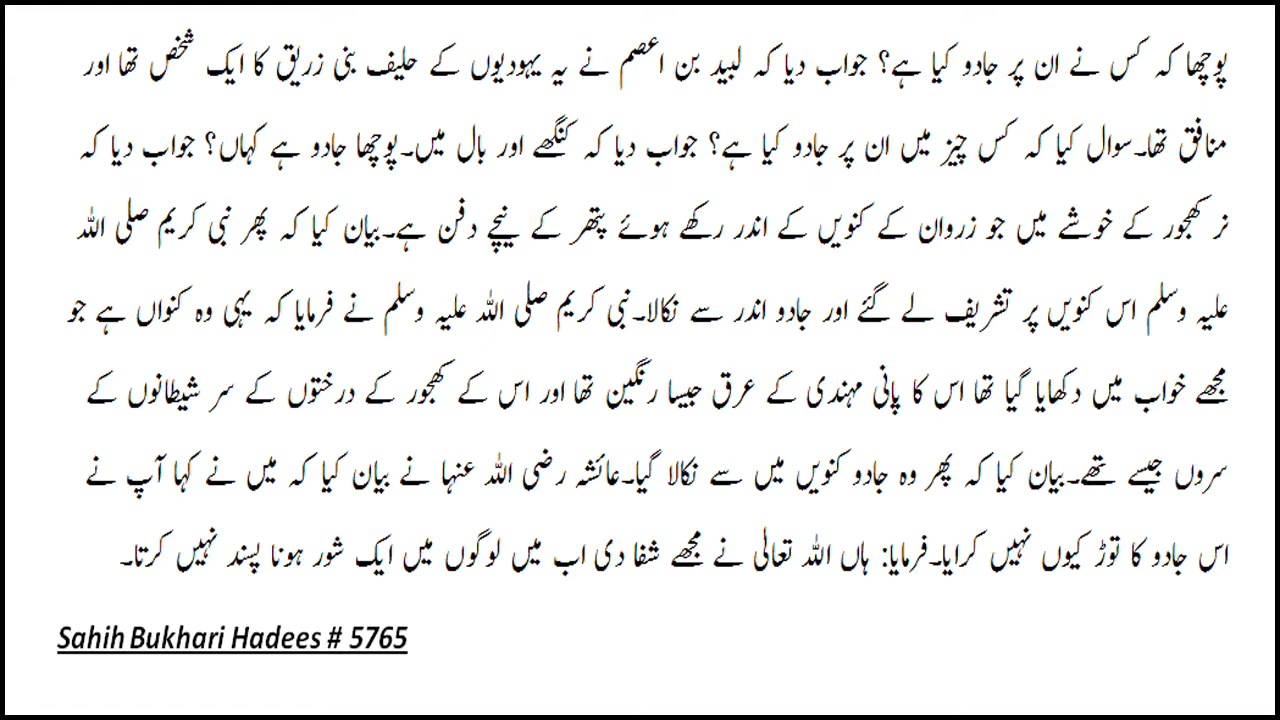 پوچھا کہ کس نے ان پر جادو کیا ہے؟ جواب دیا کہ لبید بن اعصم نے یہ یہودیوں کے حلیف بنی زریق کا ایک شخص تھا اور
منافق تھا۔سوال کیا کہ کس چیز میں ان پر جادو کیا ہے؟ جواب دیا کہ کنگھے اور بال میں۔پوچھا جادو ہے کہاں؟ جواب دیا کہ
نر کھجور کے خوشے میں جو زروان کے کنویں کے اندر رکھے ہوئے پتھر کے نیچے دفن ہے۔بیان کیا کہ پھر نبی کریم صلی اللہ
علیہ وسلم اس کنویں پر تشریف لے گئے اور جادو اندر سے نکالا۔نبی کریم صلی اللہ علیہ وسلم نے فرمایا کہ یہی وہ کنواں ہے جو
مجھے خواب میں دکھایا گیا تھا اس کا پانی مہندی کے عرق جیسا رنگین تھا اور اس کے کھجور کے درختوں کے سر شیطانوں کے
سروں جیسے تھے۔بیان کیا کہ پھر وہ جادو کنویں میں سے نکالا گیا۔عائشہ رضی اللہ عنہا نے بیان کیا کہ میں نے کہا آپ نے
اس جادو کا توڑ کیوں نہیں کرایا۔فرمایا: ہاں اللہ تعالیٰ نے مجھے شفا دی اب میں لوگوں میں ایک شور ہونا پسند نہیں کرتا۔
Sahih Bukhari Hadees # 5765